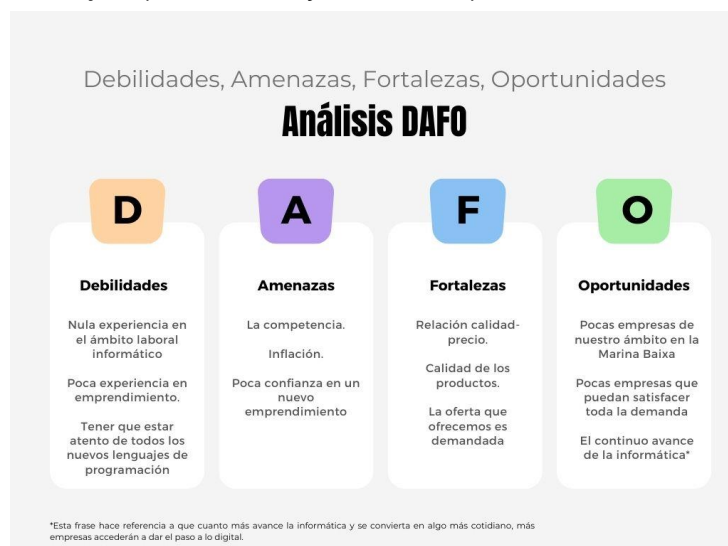 Debilidades, Amenazas, Fortalezas, Oportunidades
Análisis DAFO
D
Debilidades
Nula experiencia en
el ámbito laboral
informático
Poca experiencia en
emprendimiento.
Tener que estar
atento de todos los
nuevos lenguajes de
programación
A
Amenazas
La competencia.
Inflación.
Poca confianza en un
nuevo
emprendimiento
F
Fortalezas
Relación calidad-
precio.
Calidad de los
productos.
La oferta que
ofrecemos es
demandada
O
Oportunidades
Pocas empresas de
nuestro ámbito en la
Marina Baixa
Pocas empresas que
puedan satisfacer
toda la demanda
El continuo avance
de la informática*
*Esta frase hace referencia a que cuanto más avance la informática y se convierta en algo más cotidiano, más
empresas accederán a dar el paso a lo digital.